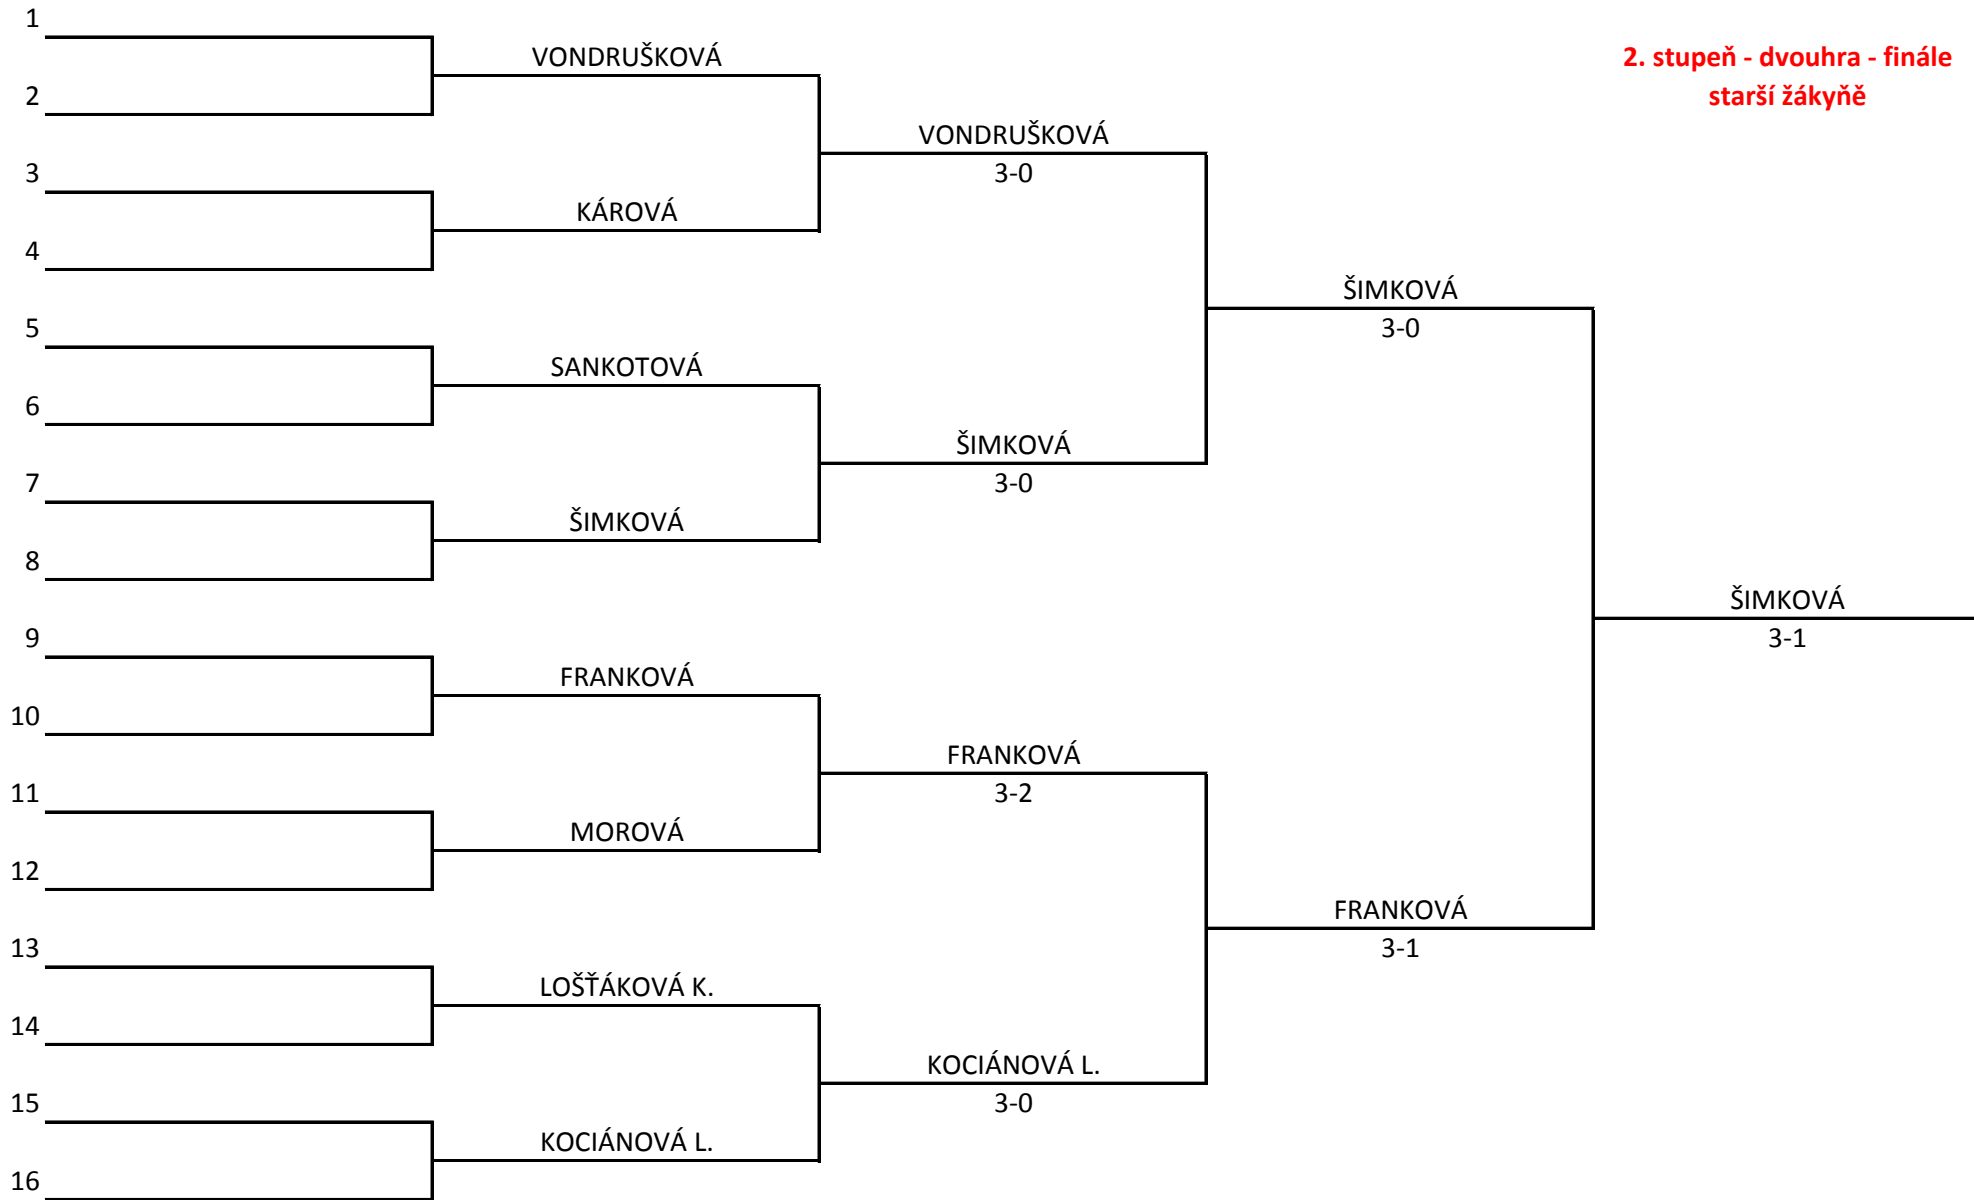 1
VONDRUŠKOVÁ
2. stupeň - dvouhra - finále
2
starší žákyňě
VONDRUŠKOVÁ
3
3-0
KÁROVÁ
4
ŠIMKOVÁ
5
3-0
SANKOTOVÁ
6
ŠIMKOVÁ
7
3-0
ŠIMKOVÁ
8
ŠIMKOVÁ
9
3-1
FRANKOVÁ
10
FRANKOVÁ
11
3-2
MOROVÁ
12
FRANKOVÁ
13
3-1
LOŠŤÁKOVÁ K.
14
KOCIÁNOVÁ L.
15
3-0
KOCIÁNOVÁ L.
16